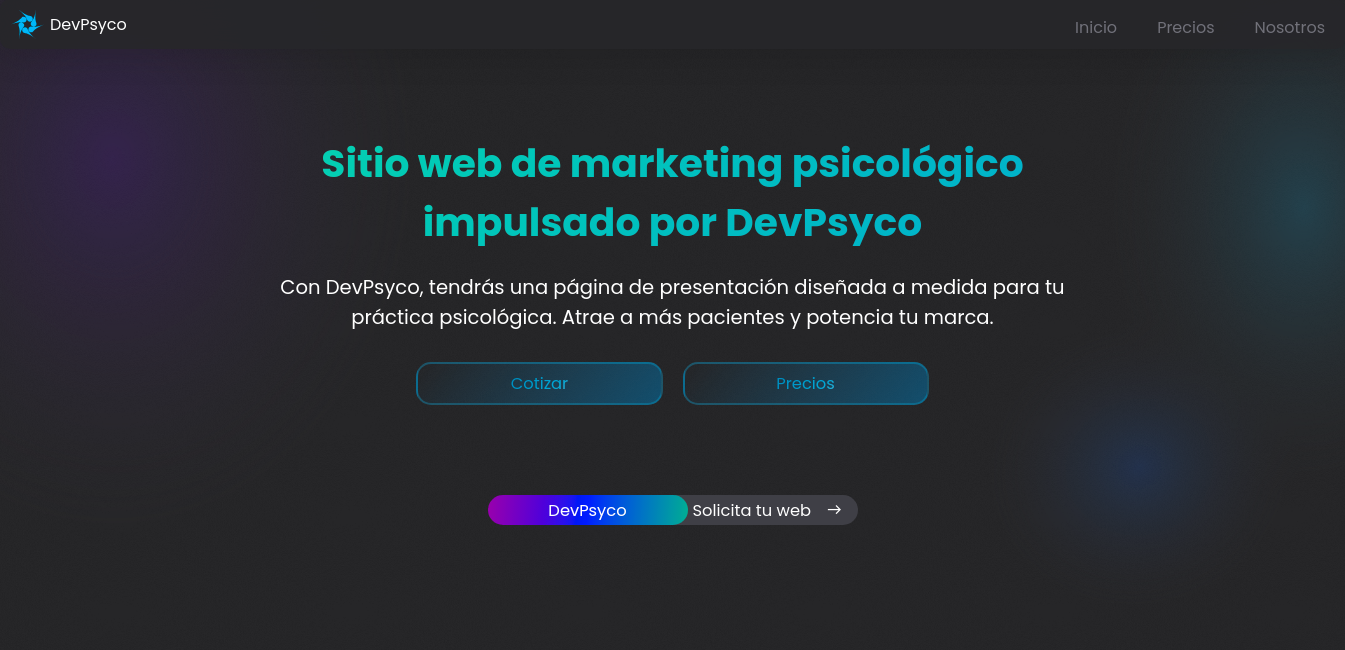 DevPsyco
Inicio
Precios
Nosotros
Sitio web de marketing psicológico
impulsado por DevPsyco
Con DevPsyco, tendrás una página de presentación diseñada a medida para tu
práctica psicológica. Atrae a más pacientes y potencia tu marca.
Cotizar
Precios
DevPsyco
Solicita tu web →